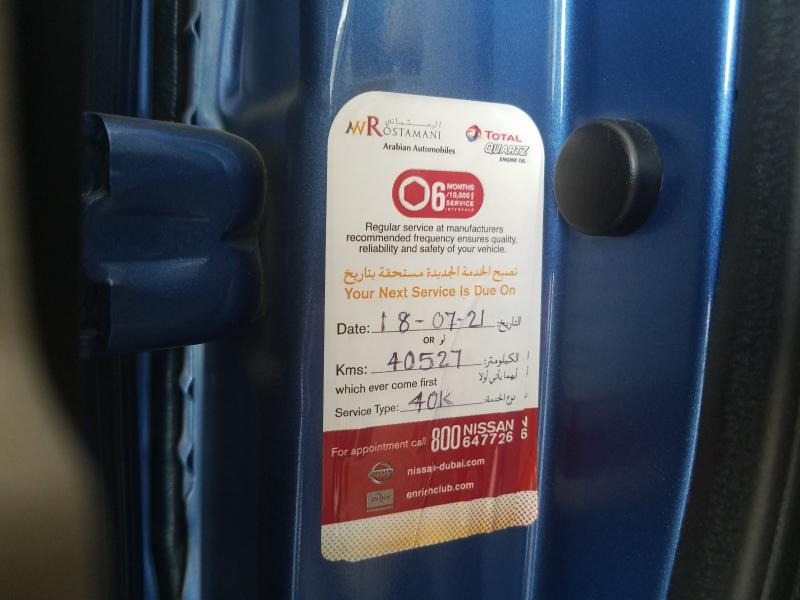 AWROSTAMANI الرستماني
Arabian Automobiles
TOTAL
QUARTZ
ENGINE OIL
06 MONTHS
/10,000
SERVICE
INTERVALS
Regular service at manufacturers
recommended frequency ensures quality,
reliability and safety of your vehicle.
تصبح الخدمة الجديدة مستحقة بتاريخ
Your Next Service Is Due On
Date: 18-07-21 التاريخ:
OR أو
Kms: 40527 الكيلومتر:
which ever come first أيهما يأتي أولا
Service Type: 40K نوع الخدمة:
For appointment call 800 NISSAN
647726
NISSAN nissan-dubai.com
enrichclub.com